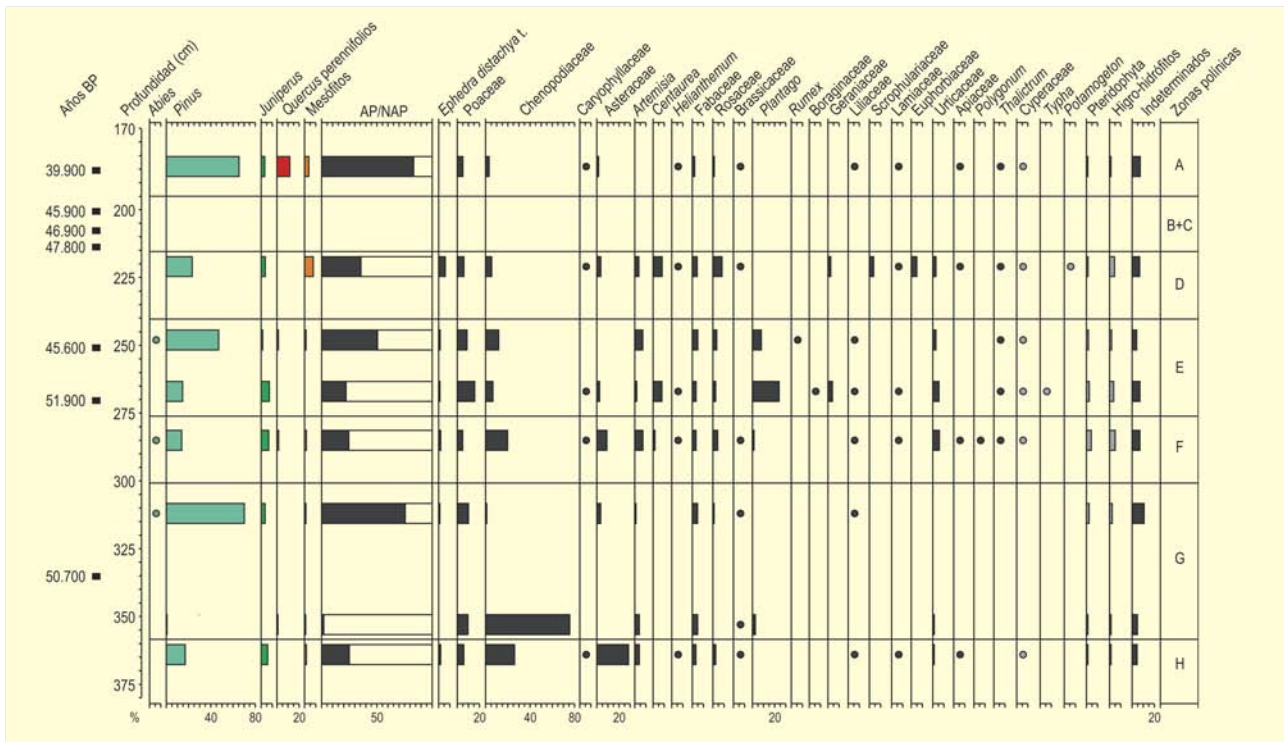 Años BP
Profuntidad (cm)
Abies
Pinus
Juniperus
Quercus perennifolios
Mesófitos
AP/NAP
Ephedra distachya t.
Poaceae
Chenopodiaceae
Caryophyllaceae
Asteraceae
Artemisia
Centaurea
Helianthemum
Fabaceae
Rosaceae
Brassicaceae
Plantago
Rumex
Boraginaceae
Geraniaceae
Liliaceae
Scrophulariaceae
Lamiaceae
Euphorbiaceae
Urticaceae
Apiaceae
Polygonum
Thalictrum
Cyperaceae
Typha
Potamogeton
Pteridophyta
Higro-hidrófitos
Indeterminados
Zonas polínicas
170
39.900
A
45.900
200
46.900
B+C
47.800
225
D
45.600
250
E
51.900
275
F
300
325
G
50.700
350
H
375
% 40 80 20 50 20 40 80 20 20 20